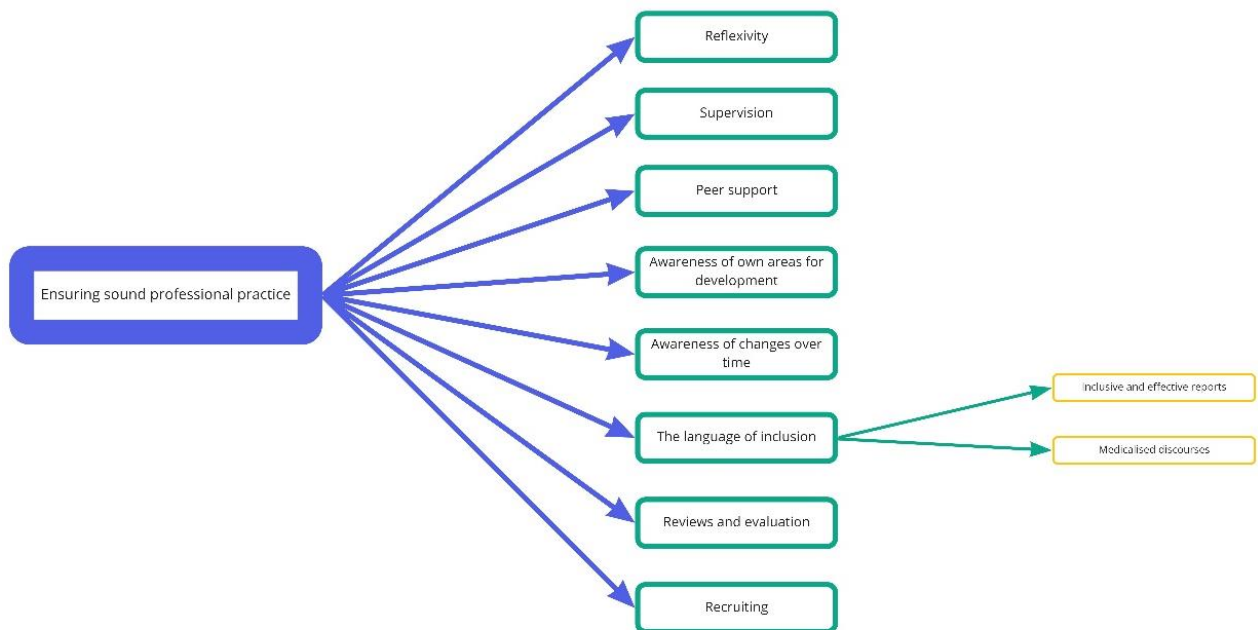 Reflexivity
Supervision
Peer support
Ensuring sound professional practice
Awareness of own areas for
development
Awareness of changes over
time
The language of inclusion
Inclusive and effective reports
Medicalised discourses
Reviews and evaluation
Recruiting